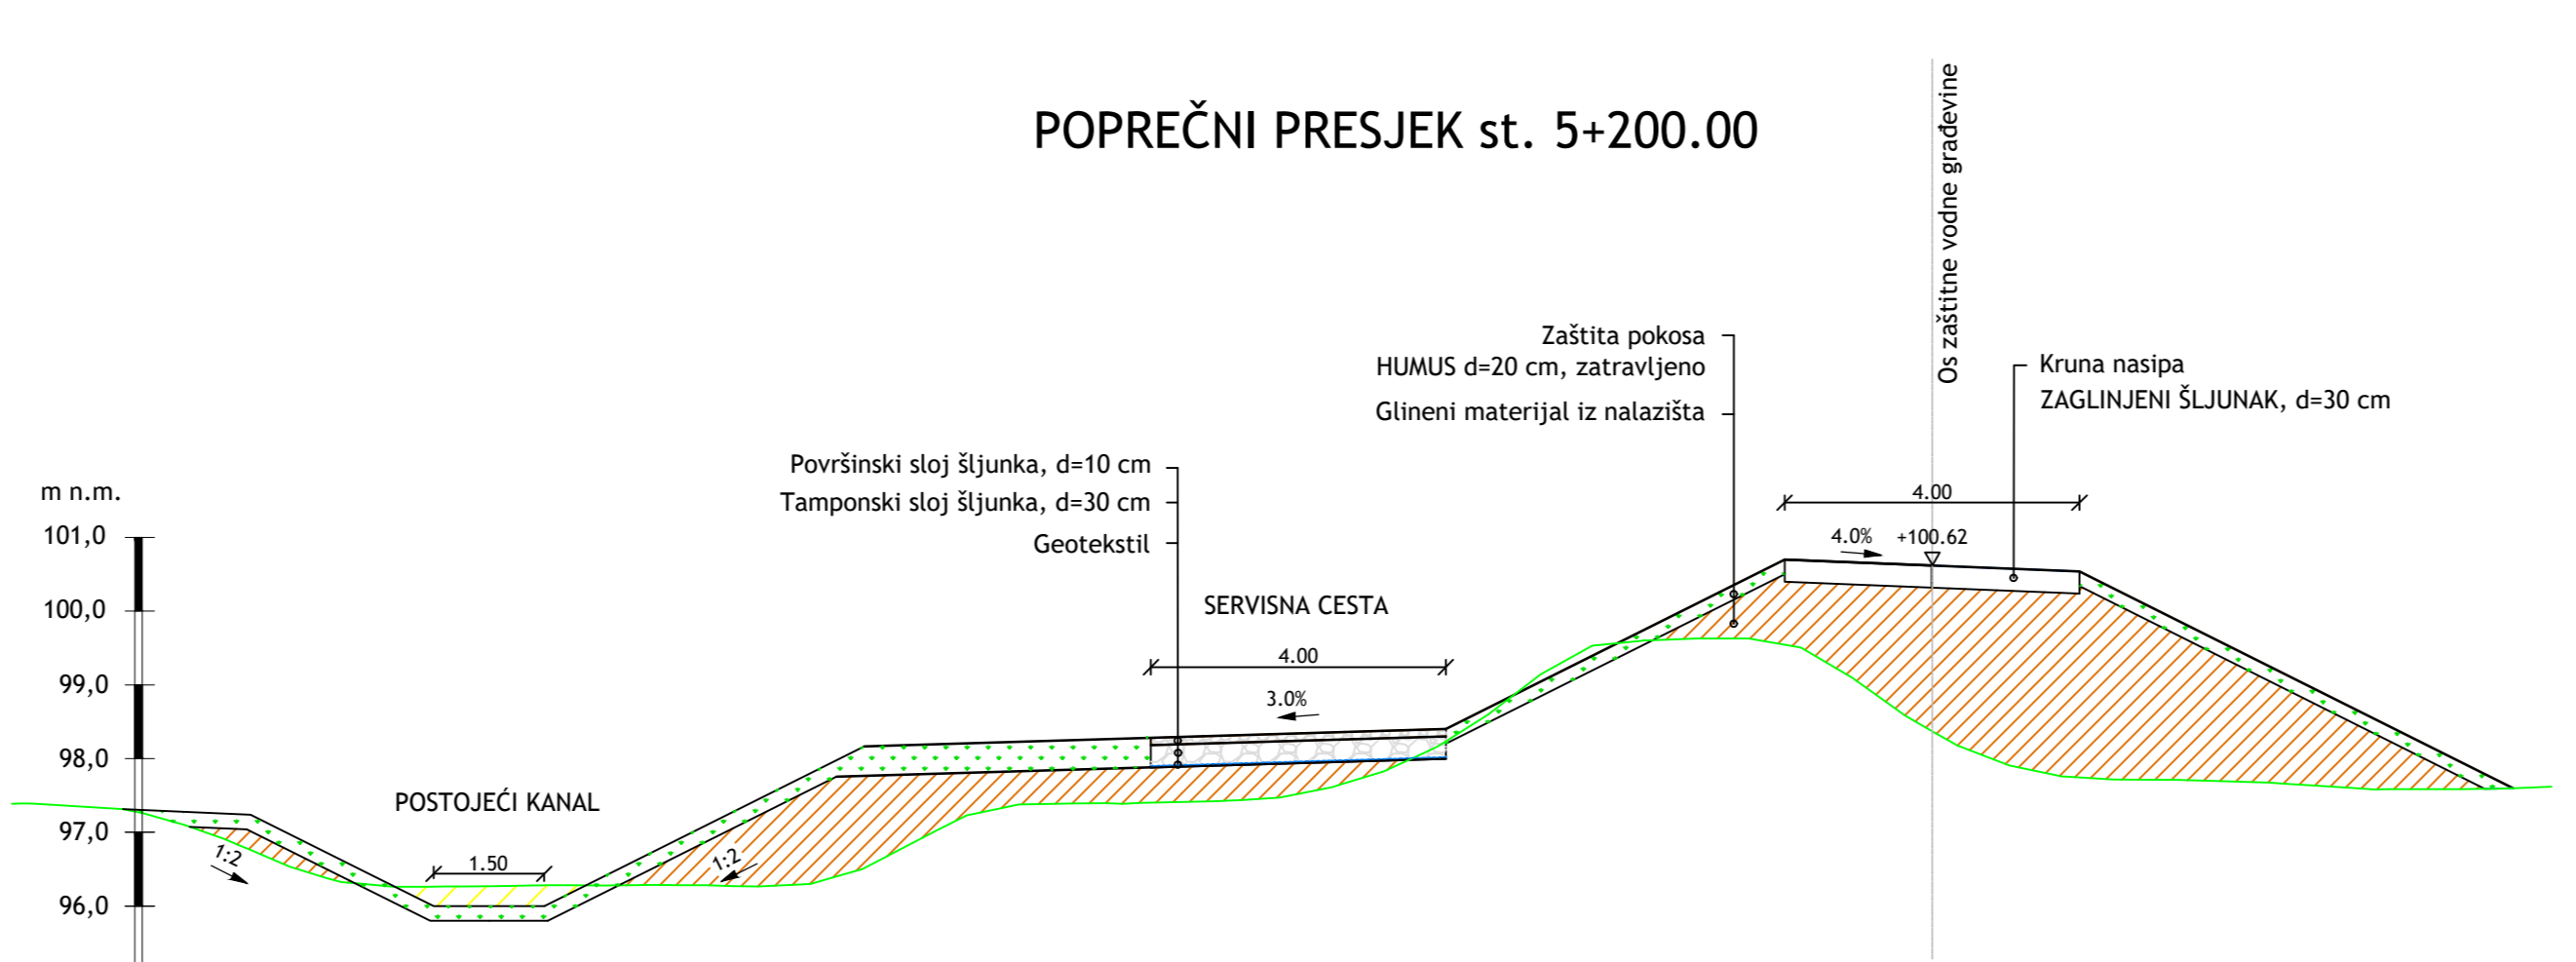 POPREČNI PRESJEK st. 5+200.00
Os zaštitne vodne građevine
Zaštita pokosa
HUMUS d=20 cm, zatravljeno
Glineni materijal iz nalazišta
Kruna nasipa
ZAGLINJENI ŠLJUNAK, d=30 cm
Površinski sloj šljunka, d=10 cm
Tamponski sloj šljunka, d=30 cm
Geotekstil
m n.m.
101,0
100,0
99,0
98,0
97,0
96,0
4.00
4.0%
+100.62
SERVISNA CESTA
4.00
3.0%
POSTOJEĆI KANAL
1:2
1.50
1:2